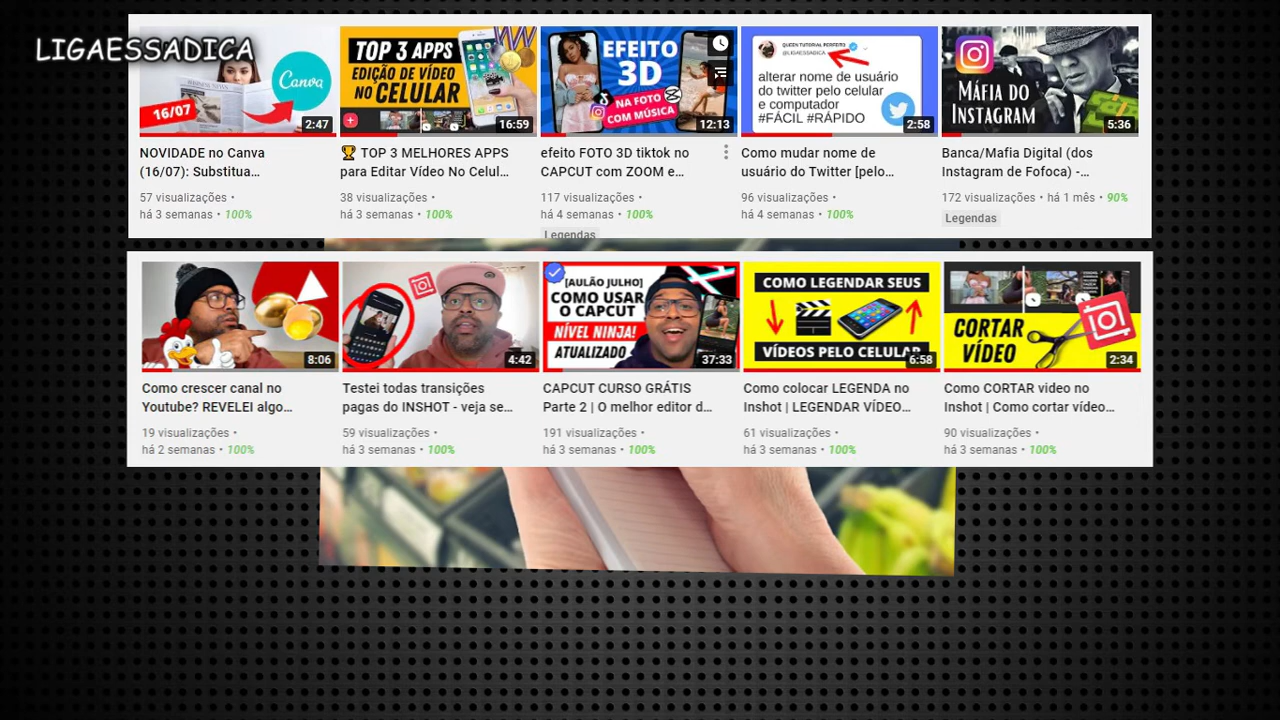 LIGAESSADICA
BUSINESS NEWS
16/07
Canva
2:47
NOVIDADE no Canva
(16/07): Substitua...
57 visualizações •
há 3 semanas • 100%
TOP 3 APPS
EDIÇÃO DE VÍDEO
NO CELULAR
16:59
🏆 TOP 3 MELHORES APPS
para Editar Vídeo No Celul...
38 visualizações •
há 3 semanas • 100%
EFEITO
3D
NA FOTO
COM MÚSICA
12:13
efeito FOTO 3D tiktok no
CAPCUT com ZOOM e...
117 visualizações •
há 4 semanas • 100%
Legendas
QUEEN TUTORIAL PERFEITO
@LIGAESSADICA
alterar nome de usuário
do twitter pelo celular
e computador
#FÁCIL #RÁPIDO
2:58
Como mudar nome de
usuário do Twitter [pelo...
96 visualizações •
há 4 semanas • 100%
MÁFIA DO
INSTAGRAM
5:36
Banca/Mafia Digital (dos
Instagram de Fofoca) -...
172 visualizações • há 1 mês • 90%
Legendas
8:06
Como crescer canal no
Youtube? REVELEI algo...
19 visualizações •
há 2 semanas • 100%
4:42
Testei todas transições
pagas do INSHOT - veja se...
59 visualizações •
há 3 semanas • 100%
[AULÃO JULHO]
COMO USAR
O CAPCUT
NÍVEL NINJA!
ATUALIZADO
37:33
CAPCUT CURSO GRÁTIS
Parte 2 | O melhor editor d...
191 visualizações •
há 3 semanas • 100%
COMO LEGENDAR SEUS
VÍDEOS PELO CELULAR
6:58
Como colocar LEGENDA no
Inshot | LEGENDAR VÍDEO...
61 visualizações •
há 3 semanas • 100%
CORTAR
VÍDEO
2:34
Como CORTAR video no
Inshot | Como cortar vídeo...
90 visualizações •
há 3 semanas • 100%